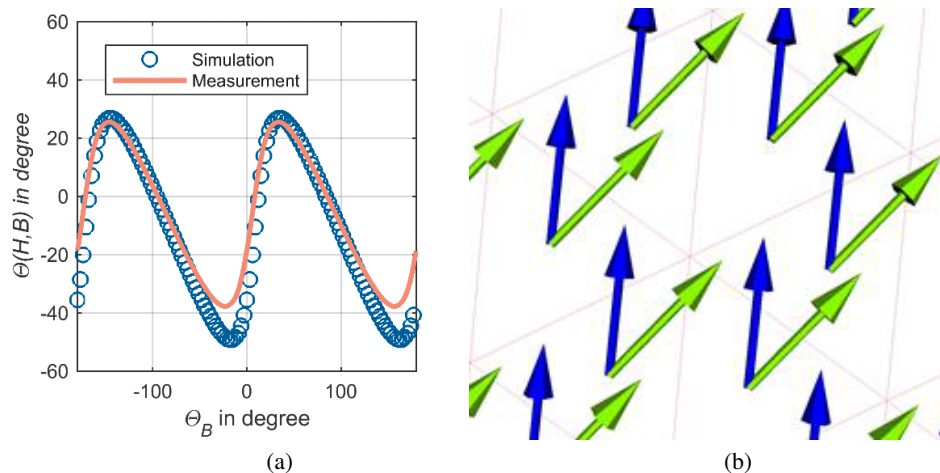 60
40
20
0
-20
-40
-60
Θ(H,B) in degree
Simulation
Measurement
-100 0 100
Θ_B in degree
(a) (b)